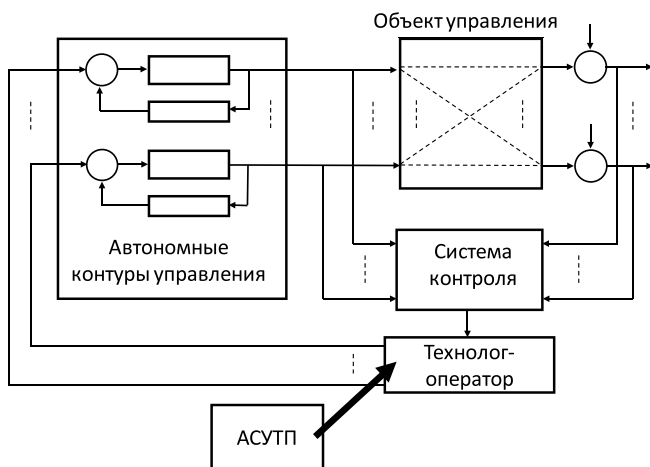 Объект управления
Автономные
контуры управления
Система
контроля
Технолог-
оператор
АСУТП